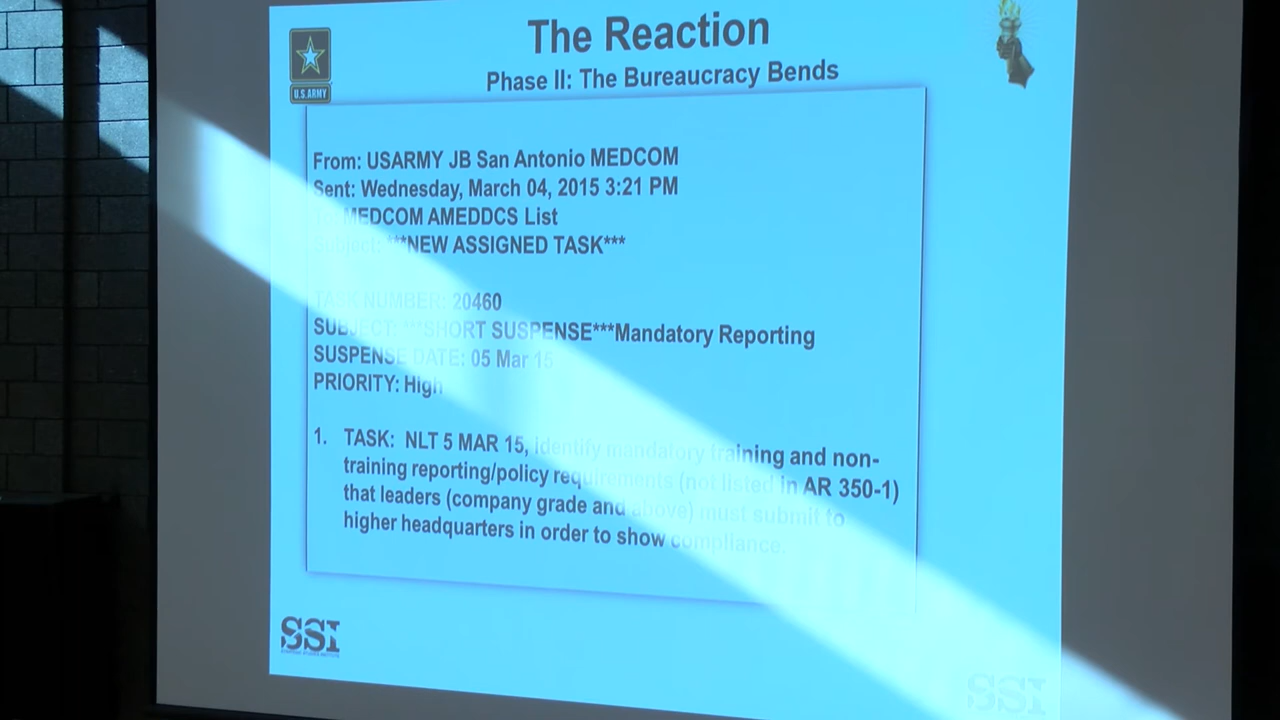 The Reaction
Phase II: The Bureaucracy Bends
U.S.ARMY
From: USARMY JB San Antonio MEDCOM
Sent: Wednesday, March 04, 2015 3:21 PM
MEDCOM AMEDDCS List
Subject: ***NEW ASSIGNED TASK***
TASK NUMBER: 20460
SUBJECT: ***SHORT SUSPENSE***Mandatory Reporting
SUSPENSE DATE: 05 Mar 15
PRIORITY: High
1. TASK: NLT 5 MAR 15, identify mandatory training and non-
training reporting/policy requirements (not listed in AR 350-1)
that leaders (company grade and above) must submit to
higher headquarters in order to show compliance.
SSI
SSI